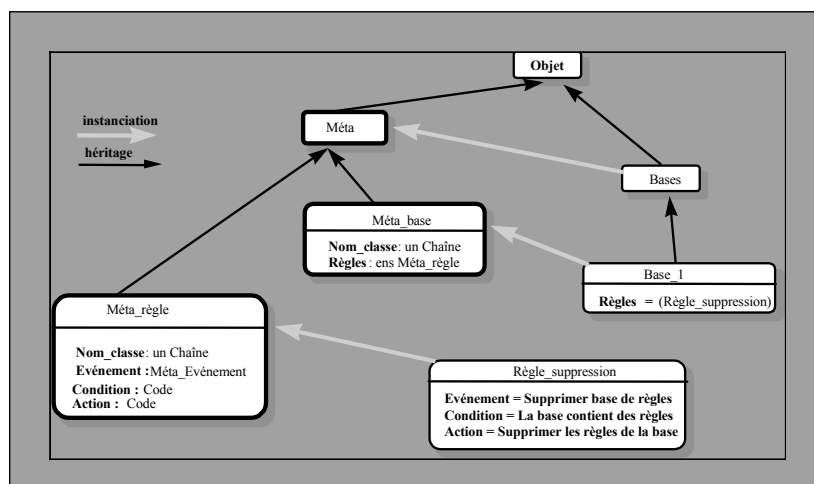 Objet
instanciation
héritage
Méta
Bases
Méta_base
Nom_classe : un Chaîne
Règles : ens Méta_règle
Base_1
Règles = (Règle_suppression)
Méta_règle
Nom_classe : un Chaîne
Evénement : Méta_Evénement
Condition : Code
Action : Code
Règle_suppression
Evénement = Supprimer base de règles
Condition = La base contient des règles
Action = Supprimer les règles de la base